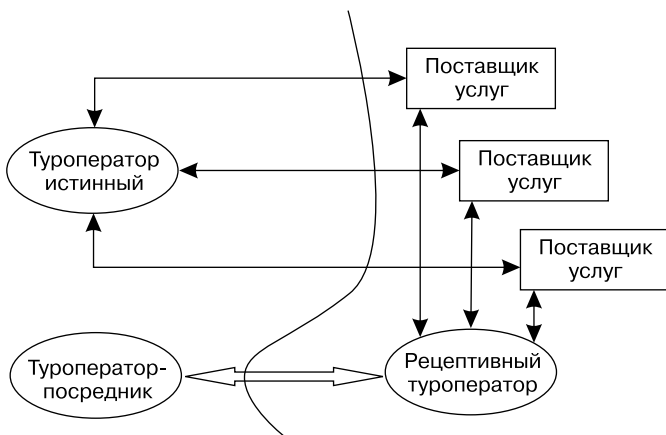 Поставщик
услуг
Туроператор
истинный
Поставщик
услуг
Поставщик
услуг
Туроператор-
посредник
Рецептивный
туроператор